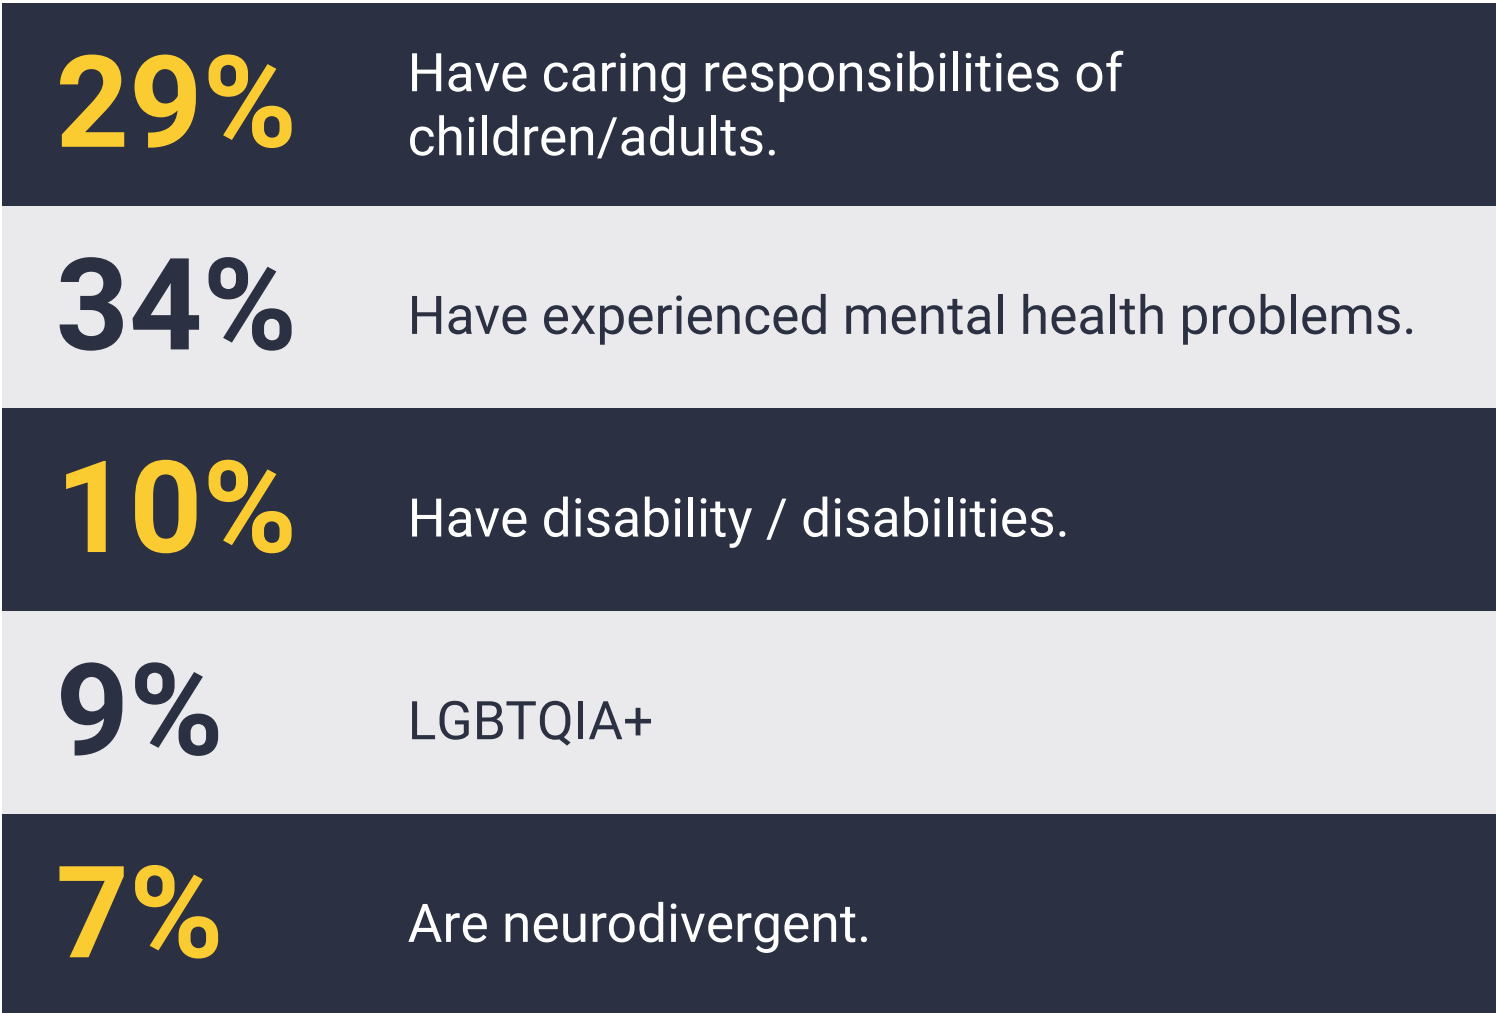 29%
Have caring responsibilities of
children/adults.
34%
Have experienced mental health problems.
10%
Have disability / disabilities.
9%
LGBTQIA+
7%
Are neurodivergent.